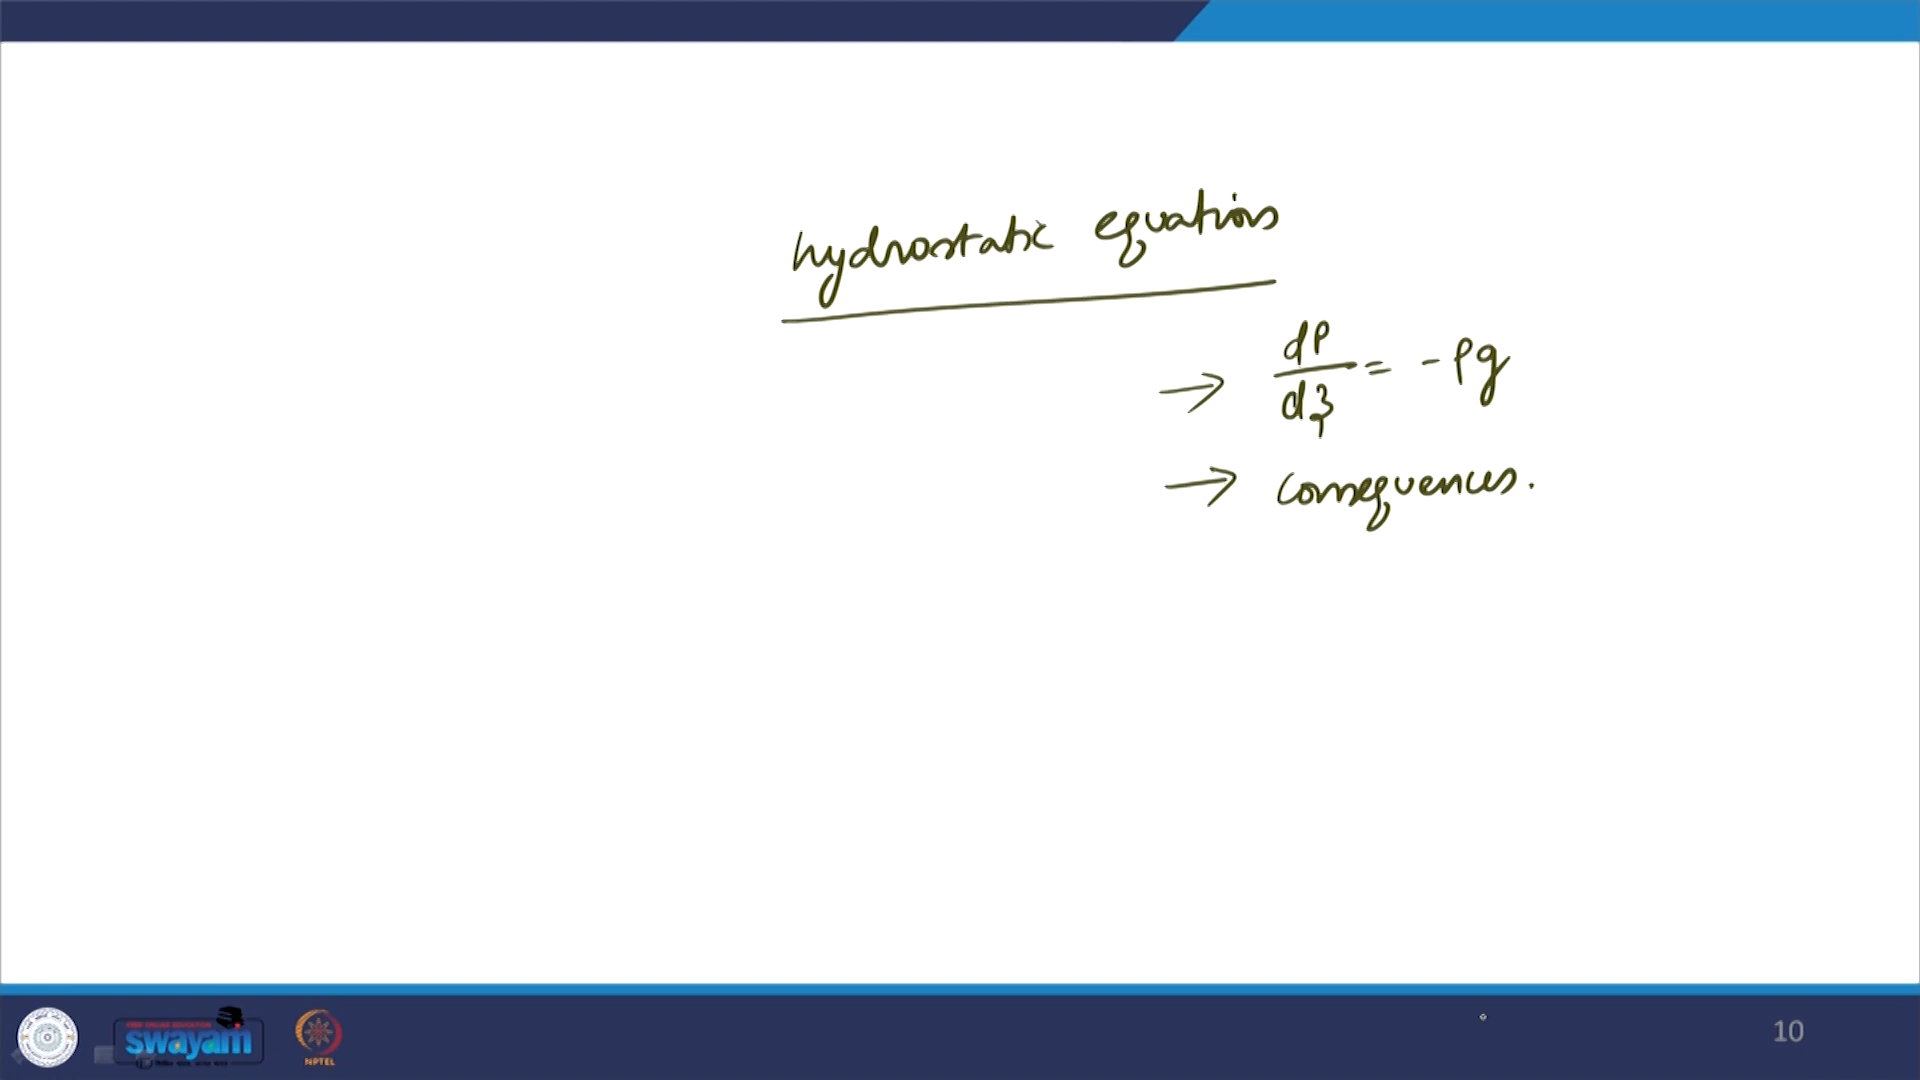 hydrostatic equations
→ dP/dz = -ρg
→ consequences.
swayam
NPTEL
10